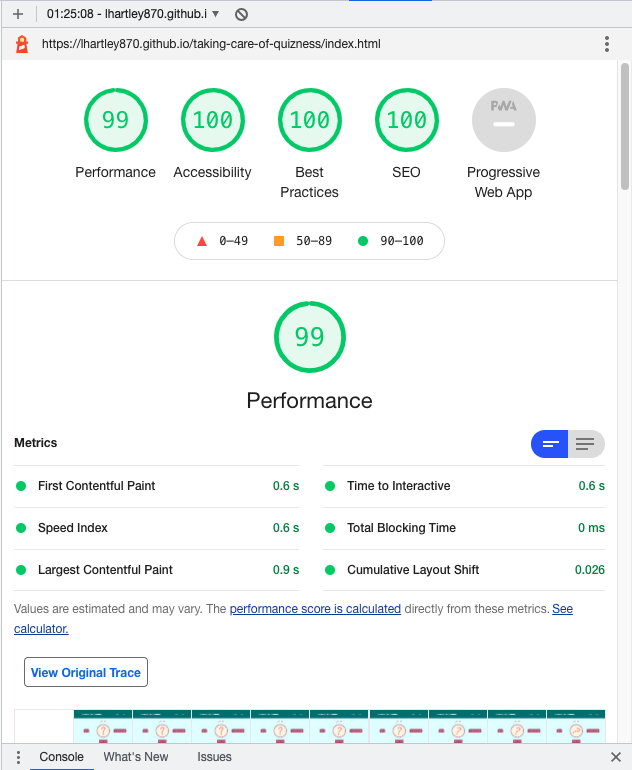 01:25:08 - lhartley870.github.i
https://lhartley870.github.io/taking-care-of-quizness/index.html
99 100 100 100 PWA
Performance Accessibility Best Practices SEO Progressive Web App
0–49 50–89 90–100
99
Performance
Metrics
First Contentful Paint 0.6 s Time to Interactive 0.6 s
Speed Index 0.6 s Total Blocking Time 0 ms
Largest Contentful Paint 0.9 s Cumulative Layout Shift 0.026
Values are estimated and may vary. The performance score is calculated directly from these metrics. See
calculator.
View Original Trace
Console What's New Issues